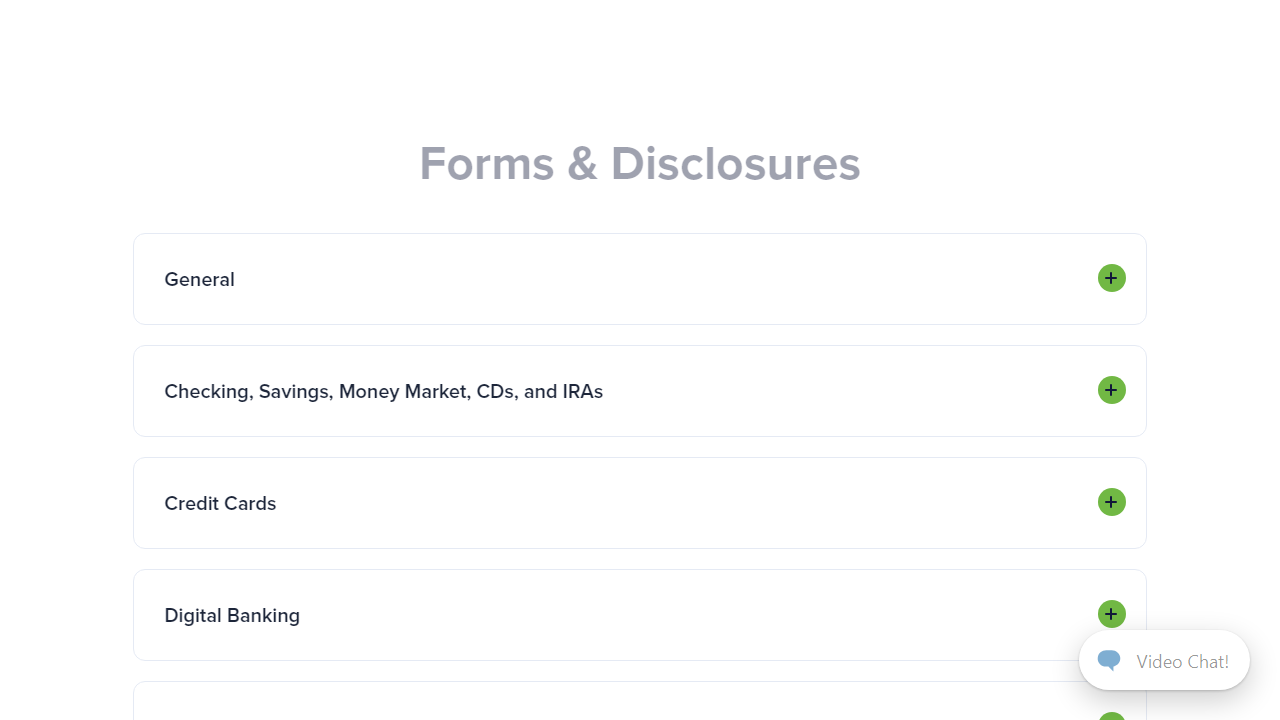 Forms & Disclosures
General
Checking, Savings, Money Market, CDs, and IRAs
Credit Cards
Digital Banking
Video Chat!